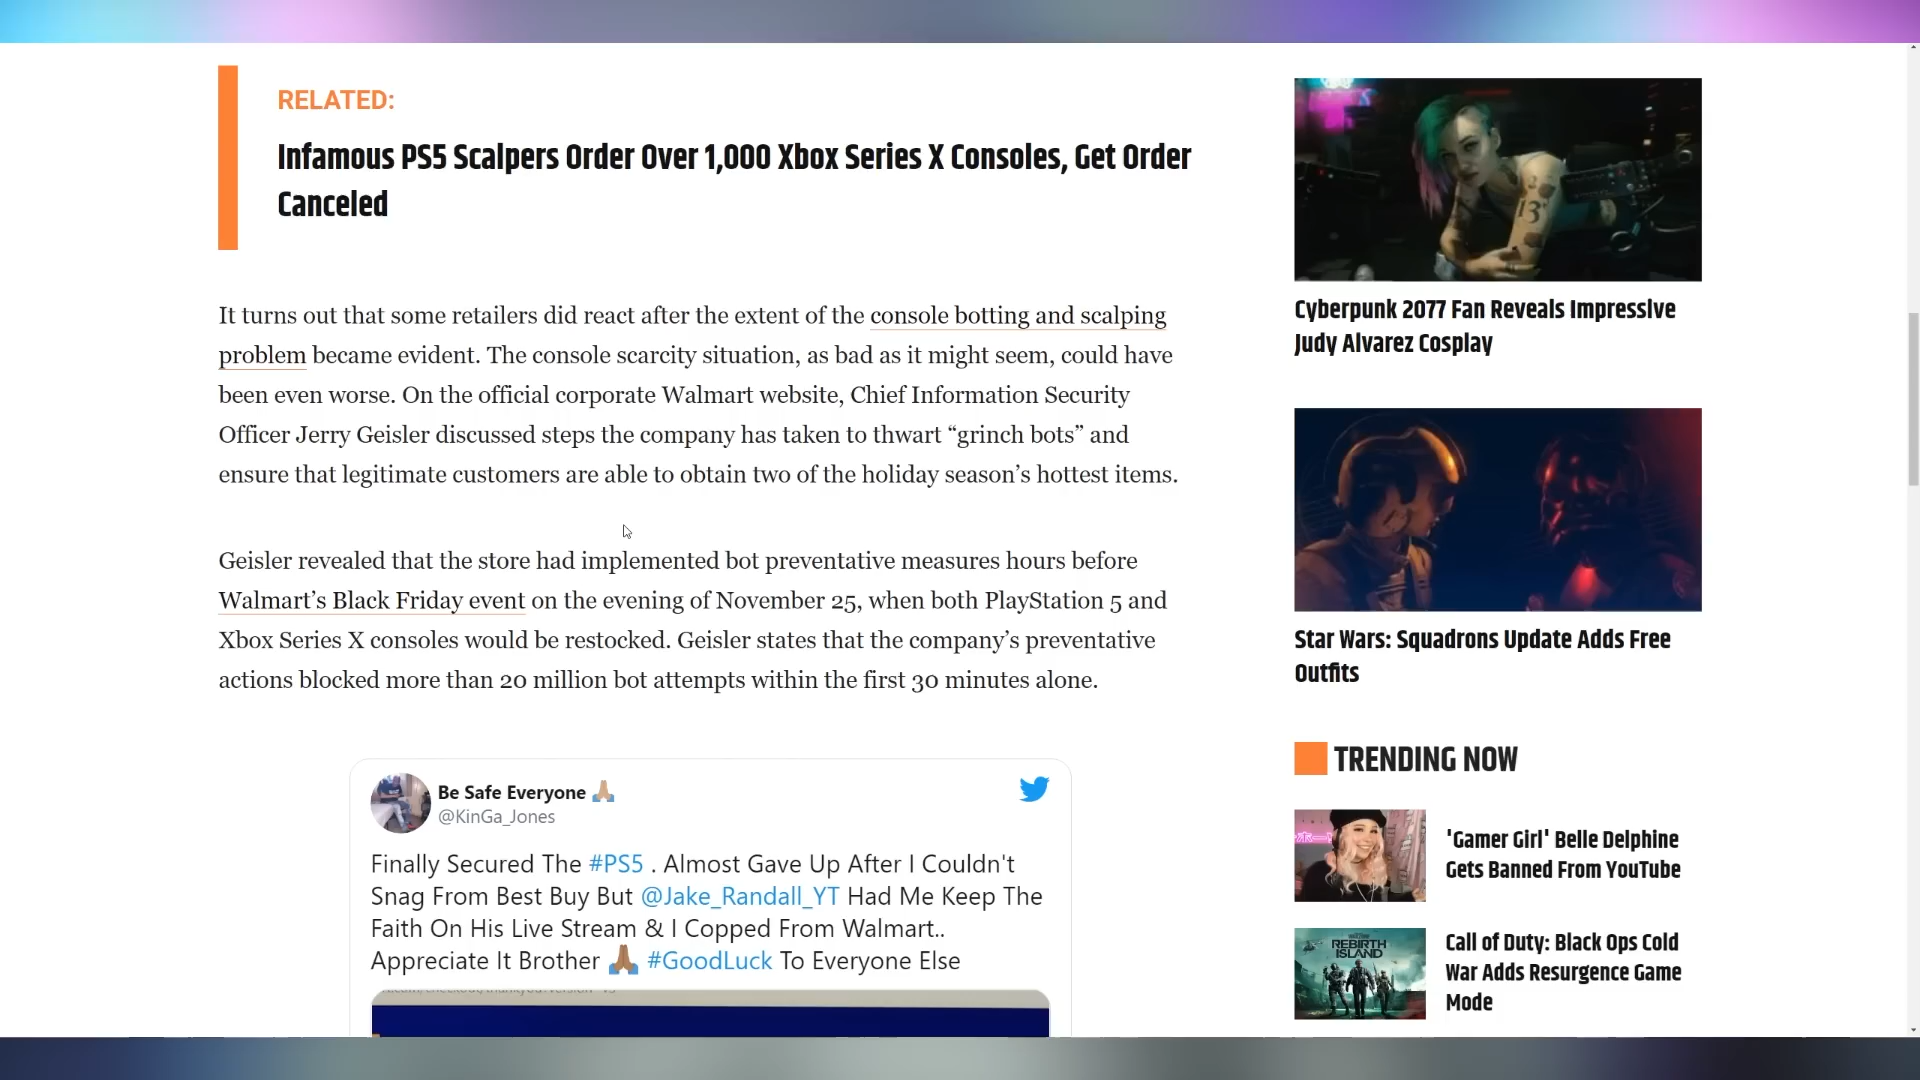 RELATED:
Infamous PS5 Scalpers Order Over 1,000 Xbox Series X Consoles, Get Order
Canceled
It turns out that some retailers did react after the extent of the console botting and scalping
problem became evident. The console scarcity situation, as bad as it might seem, could have
been even worse. On the official corporate Walmart website, Chief Information Security
Officer Jerry Geisler discussed steps the company has taken to thwart “grinch bots” and
ensure that legitimate customers are able to obtain two of the holiday season’s hottest items.
Geisler revealed that the store had implemented bot preventative measures hours before
Walmart’s Black Friday event on the evening of November 25, when both PlayStation 5 and
Xbox Series X consoles would be restocked. Geisler states that the company’s preventative
actions blocked more than 20 million bot attempts within the first 30 minutes alone.
Be Safe Everyone 🙏🏽
@KinGa_Jones
Finally Secured The #PS5 . Almost Gave Up After I Couldn't
Snag From Best Buy But @Jake_Randall_YT Had Me Keep The
Faith On His Live Stream & I Copped From Walmart..
Appreciate It Brother 🙏🏽 #GoodLuck To Everyone Else
13
Cyberpunk 2077 Fan Reveals Impressive
Judy Alvarez Cosplay
Star Wars: Squadrons Update Adds Free
Outfits
TRENDING NOW
'Gamer Girl' Belle Delphine
Gets Banned From YouTube
REBIRTH
ISLAND
Call of Duty: Black Ops Cold
War Adds Resurgence Game
Mode